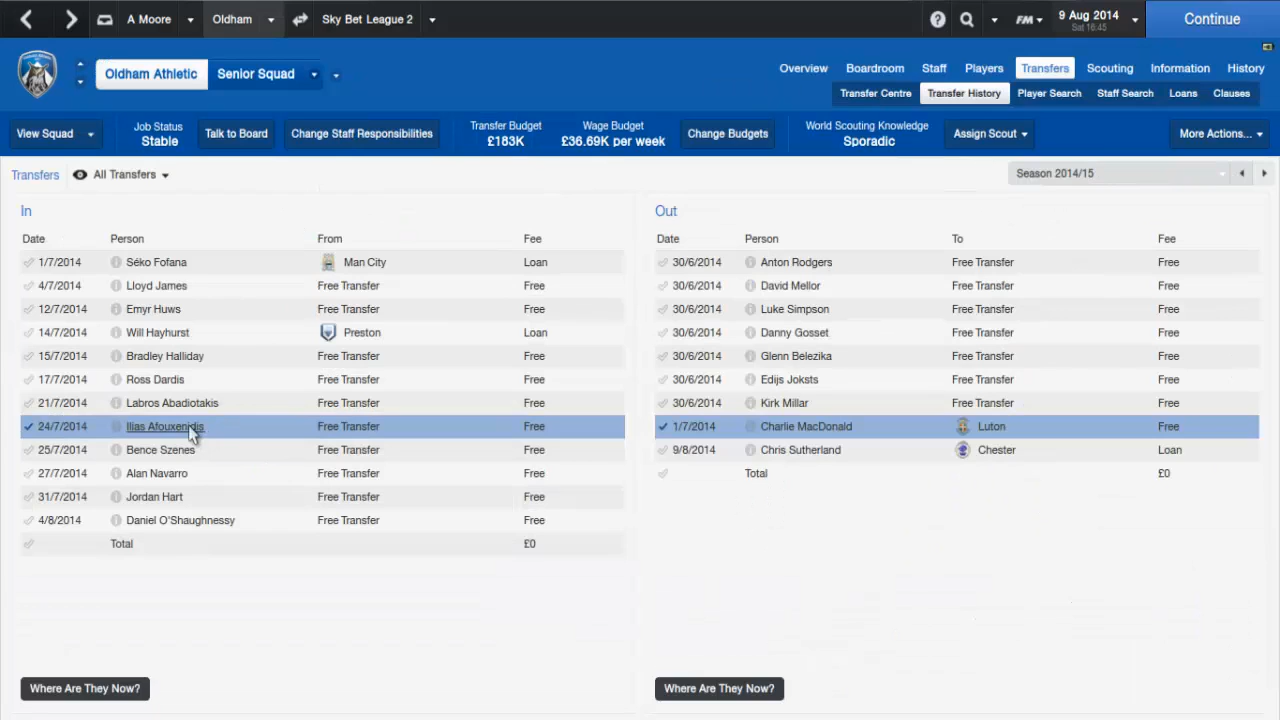 A Moore Oldham Sky Bet League 2 ? FM 9 Aug 2014 Continue
Sat 16:45
Oldham Athletic Senior Squad Overview Boardroom Staff Players Transfers Scouting Information History
Transfer Centre Transfer History Player Search Staff Search Loans Clauses
View Squad Job Status Talk to Board Change Staff Responsibilities Transfer Budget Wage Budget Change Budgets World Scouting Knowledge Assign Scout More Actions...
Stable £183K £36.69K per week Sporadic
Transfers All Transfers Season 2014/15
In Out
Date Person From Fee Date Person To Fee
1/7/2014 Séko Fofana Man City Loan 30/6/2014 Anton Rodgers Free Transfer Free
4/7/2014 Lloyd James Free Transfer Free 30/6/2014 David Mellor Free Transfer Free
12/7/2014 Emyr Huws Free Transfer Free 30/6/2014 Luke Simpson Free Transfer Free
14/7/2014 Will Hayhurst Preston Loan 30/6/2014 Danny Gosset Free Transfer Free
15/7/2014 Bradley Halliday Free Transfer Free 30/6/2014 Glenn Belezika Free Transfer Free
17/7/2014 Ross Dardis Free Transfer Free 30/6/2014 Edijs Joksts Free Transfer Free
21/7/2014 Labros Abadiotakis Free Transfer Free 30/6/2014 Kirk Millar Free Transfer Free
24/7/2014 Ilias Afouxenidis Free Transfer Free 1/7/2014 Charlie MacDonald Luton Free
25/7/2014 Bence Szenes Free Transfer Free 9/8/2014 Chris Sutherland Chester Loan
27/7/2014 Alan Navarro Free Transfer Free Total £0
31/7/2014 Jordan Hart Free Transfer Free
4/8/2014 Daniel O'Shaughnessy Free Transfer Free
Total £0
Where Are They Now? Where Are They Now?